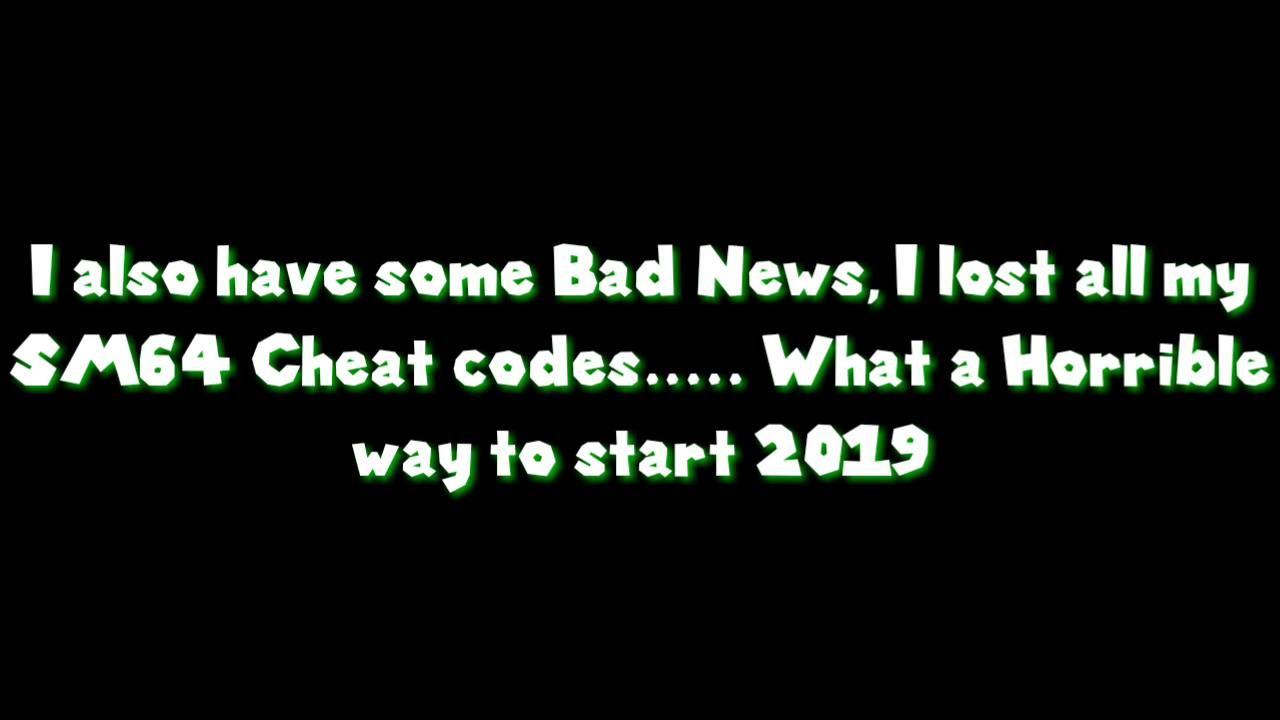 I also have some Bad News, I lost all my
SM64 Cheat codes..... What a Horrible
way to start 2019